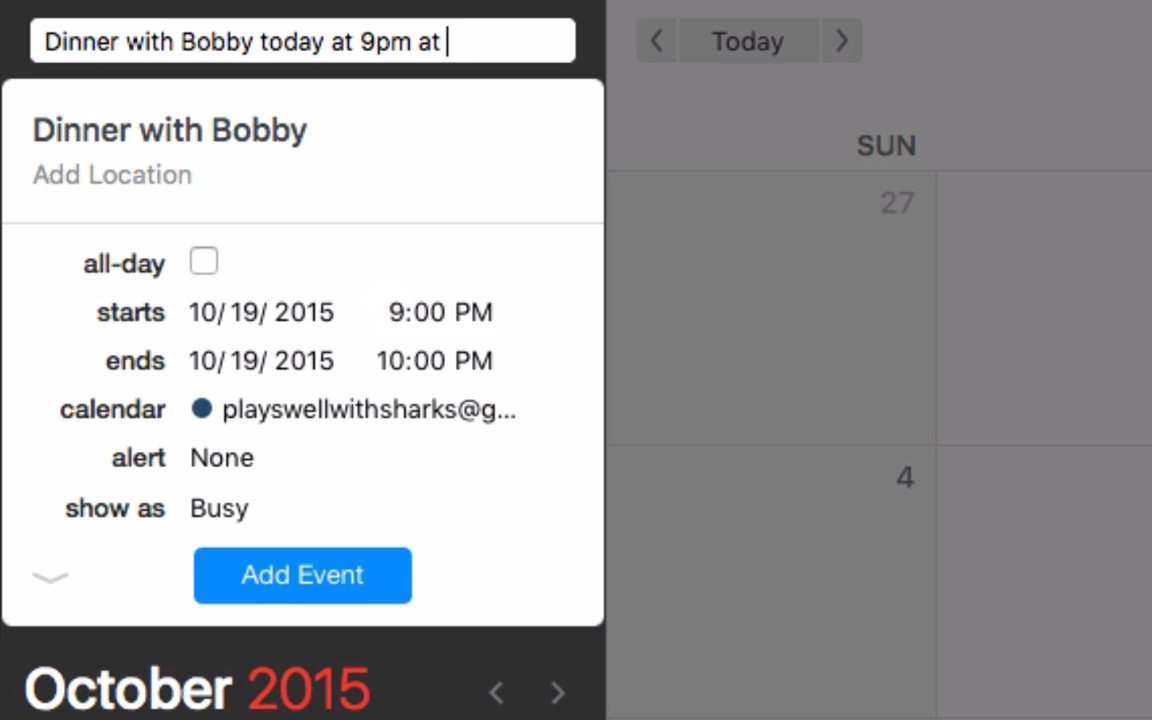 Dinner with Bobby today at 9pm at
Dinner with Bobby
Add Location
all-day
starts 10/19/2015 9:00 PM
ends 10/19/2015 10:00 PM
calendar playswellwithsharks@g...
alert None
show as Busy
Add Event
October 2015
Today
SUN
27
4